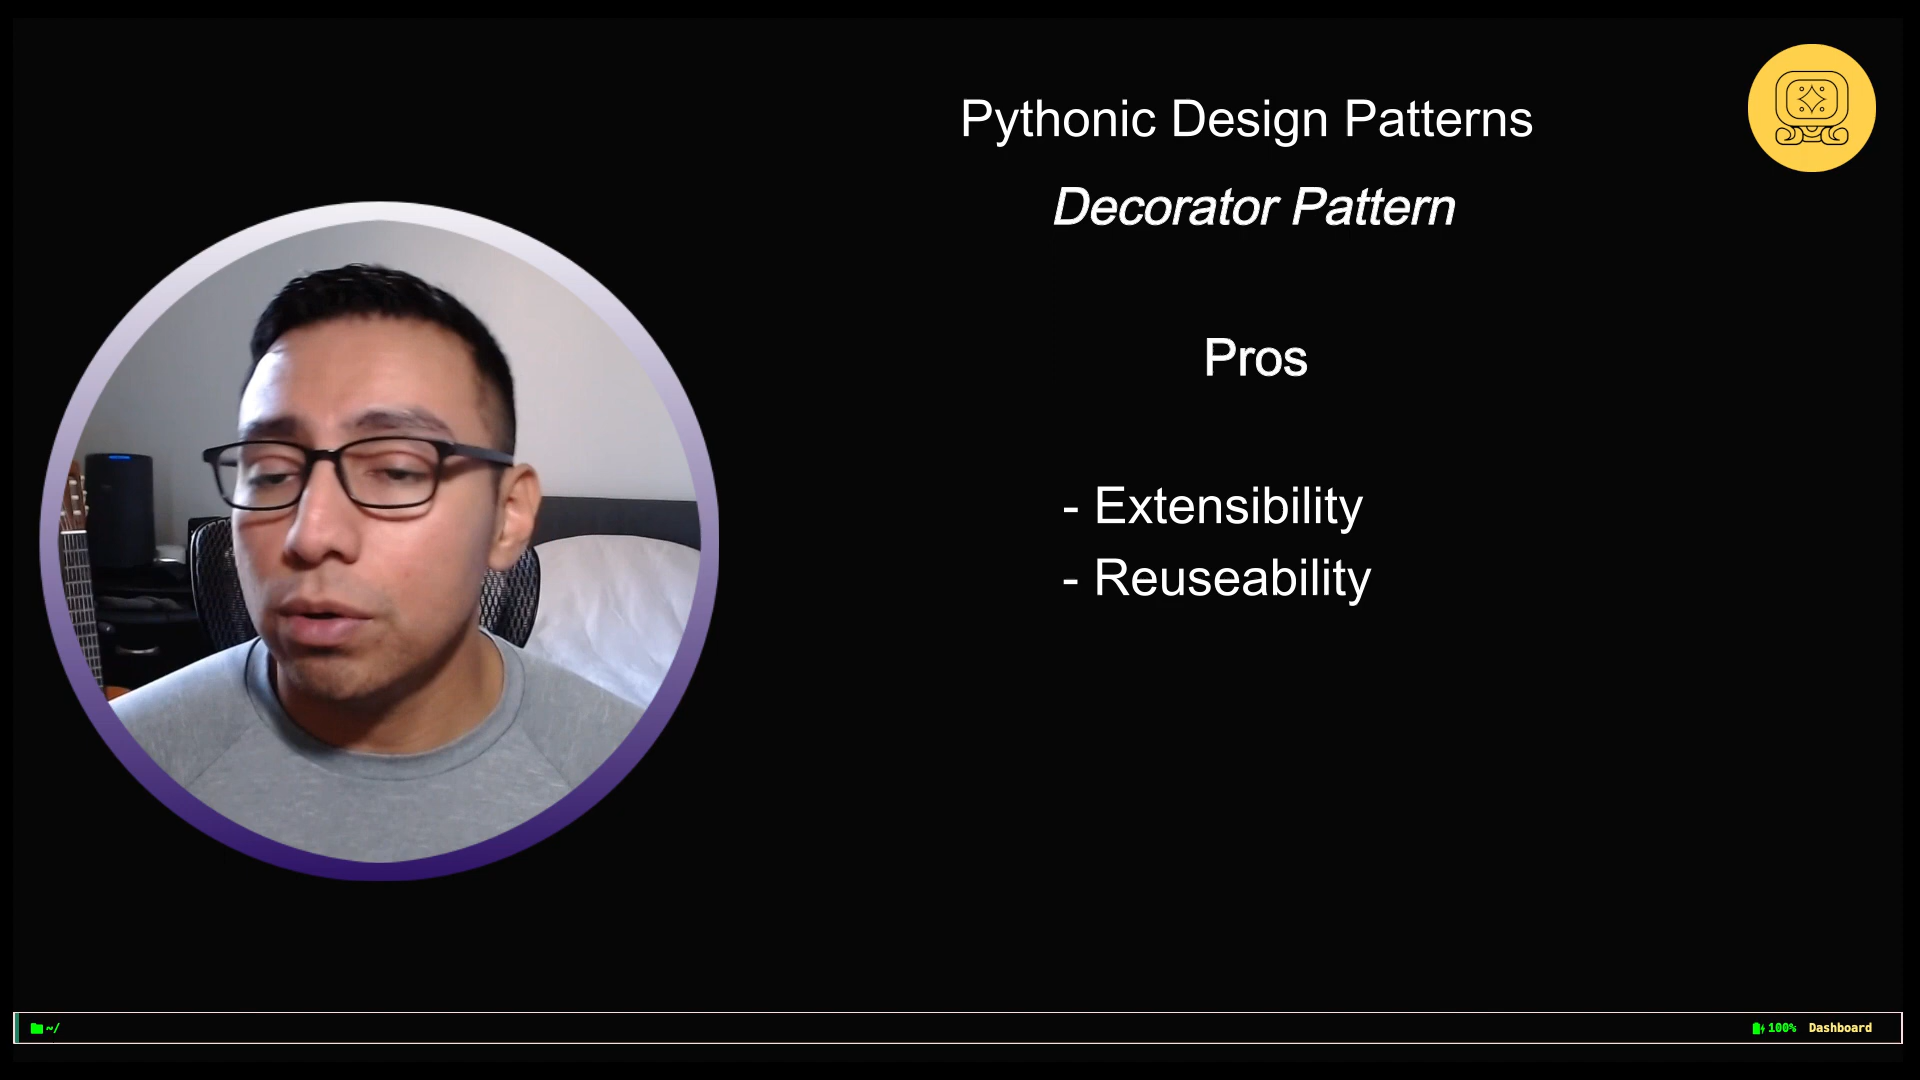 Pythonic Design Patterns
Decorator Pattern
Pros
- Extensibility
- Reuseability
~/
100% Dashboard